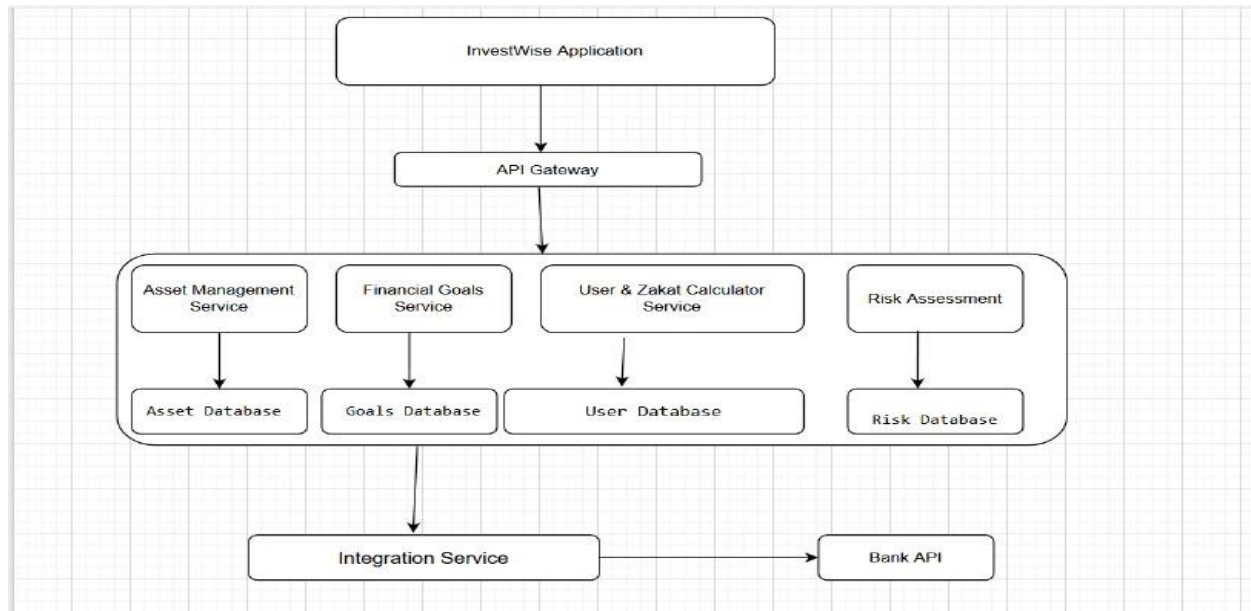 InvestWise Application
API Gateway
Asset Management
Service
Financial Goals
Service
User & Zakat Calculator
Service
Risk Assessment
Asset Database
Goals Database
User Database
Risk Database
Integration Service
Bank API